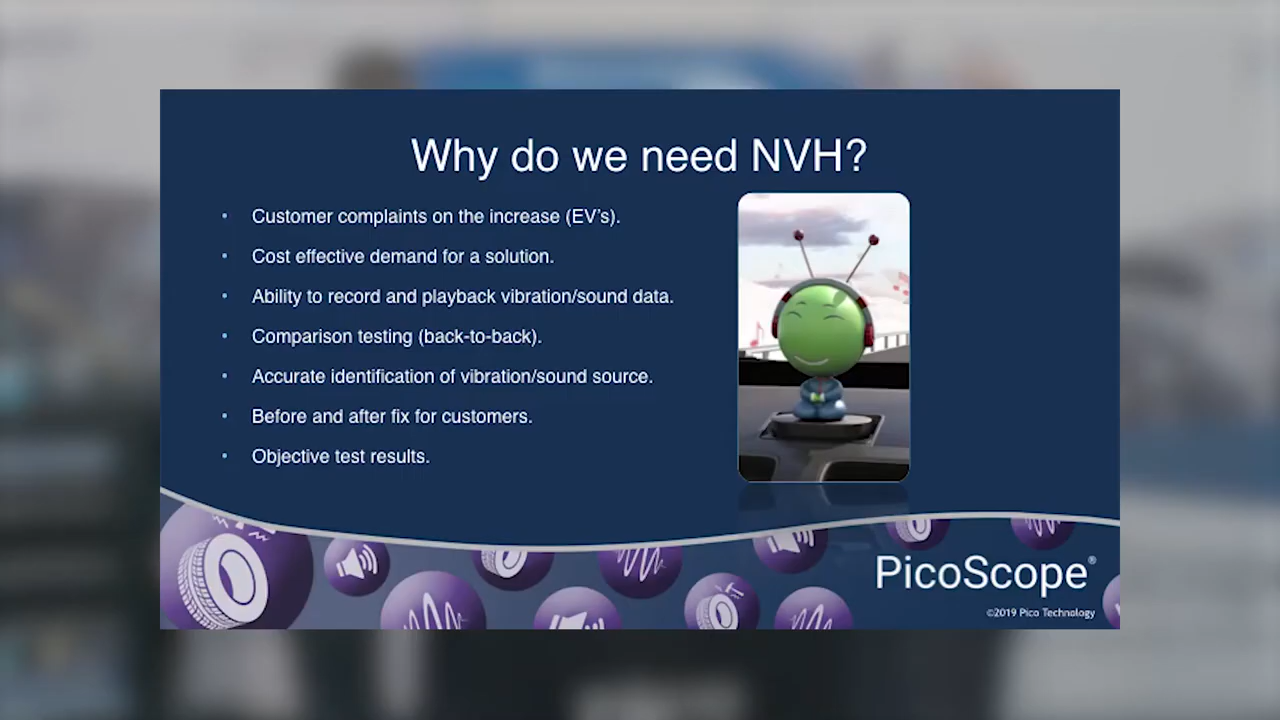 Why do we need NVH?
• Customer complaints on the increase (EV's).
• Cost effective demand for a solution.
• Ability to record and playback vibration/sound data.
• Comparison testing (back-to-back).
• Accurate identification of vibration/sound source.
• Before and after fix for customers.
• Objective test results.
PicoScope®
©2019 Pico Technology